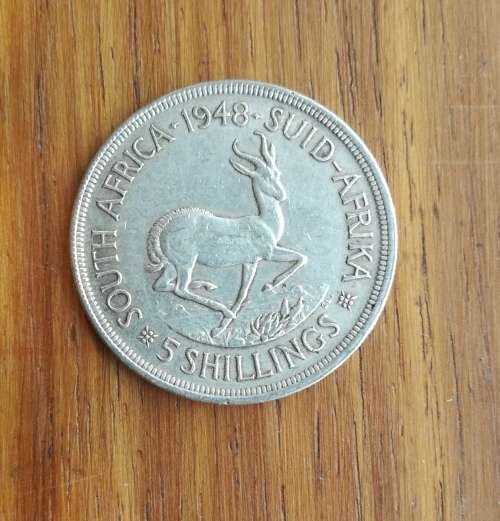 SOUTH AFRICA · 1948 · SUID-AFRIKA
5 SHILLINGS